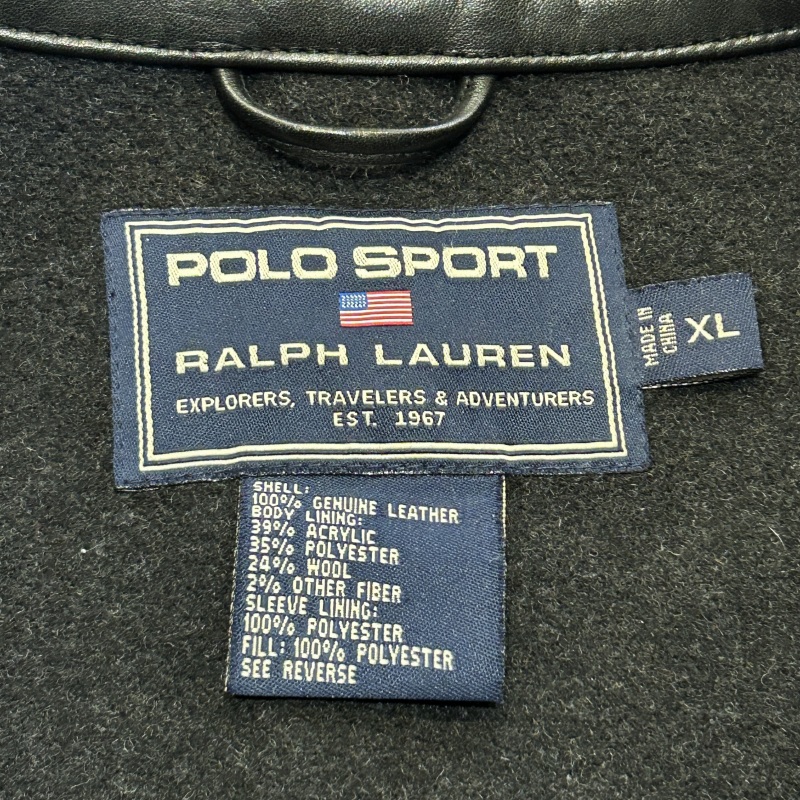 POLO SPORT
RALPH LAUREN
EXPLORERS, TRAVELERS & ADVENTURERS
EST. 1967
MADE IN
CHINA
XL
SHELL:
100% GENUINE LEATHER
BODY LINING:
39% ACRYLIC
35% POLYESTER
24% WOOL
2% OTHER FIBER
SLEEVE LINING:
100% POLYESTER
FILL: 100% POLYESTER
SEE REVERSE